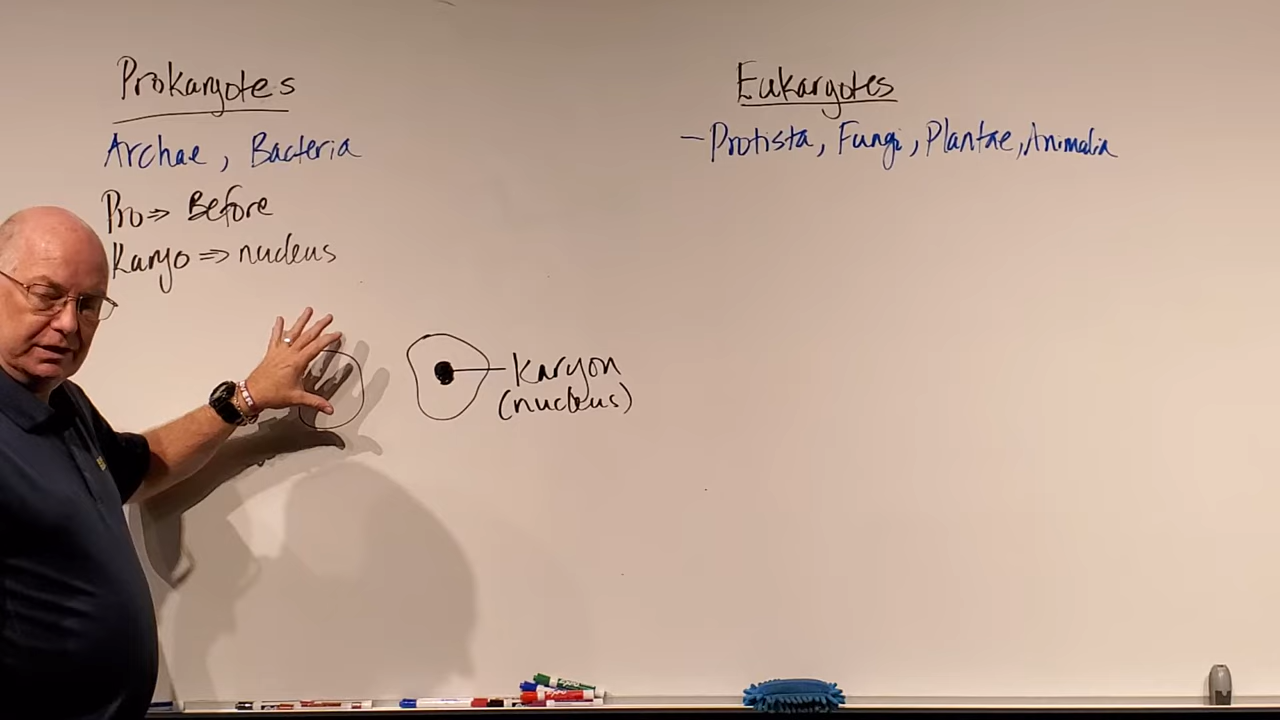 Prokaryotes
Archae, Bacteria
Pro => Before
Karyo => nucleus
Karyon
(nucleus)
Eukaryotes
- Protista, Fungi, Plantae, Animalia